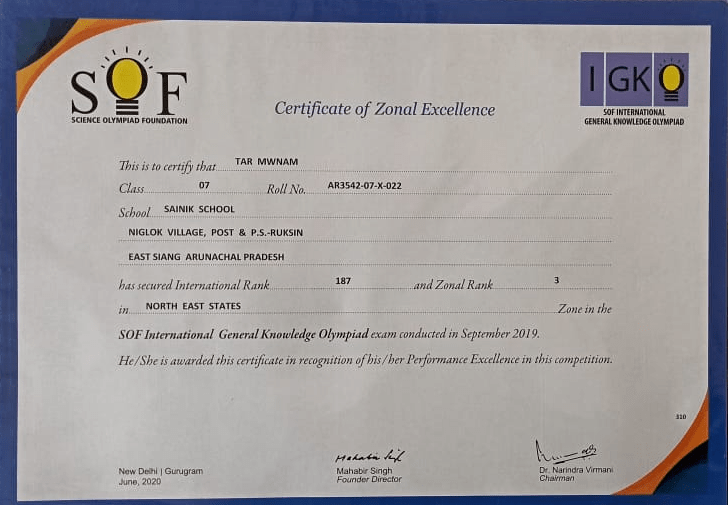 SOF
SCIENCE OLYMPIAD FOUNDATION
IGKO
SOF INTERNATIONAL
GENERAL KNOWLEDGE OLYMPIAD
Certificate of Zonal Excellence
This is to certify that TAR MWNAM
Class 07 Roll No. AR3542-07-X-022
School SAINIK SCHOOL
NIGLOK VILLAGE, POST & P.S.-RUKSIN
EAST SIANG ARUNACHAL PRADESH
has secured International Rank 187 and Zonal Rank 3
in NORTH EAST STATES Zone in the
SOF International General Knowledge Olympiad exam conducted in September 2019.
He/She is awarded this certificate in recognition of his/her Performance Excellence in this competition.
310
New Delhi | Gurugram
June, 2020
Mahabir Singh
Mahabir Singh
Founder Director
Dr. Narindra Virmani
Chairman